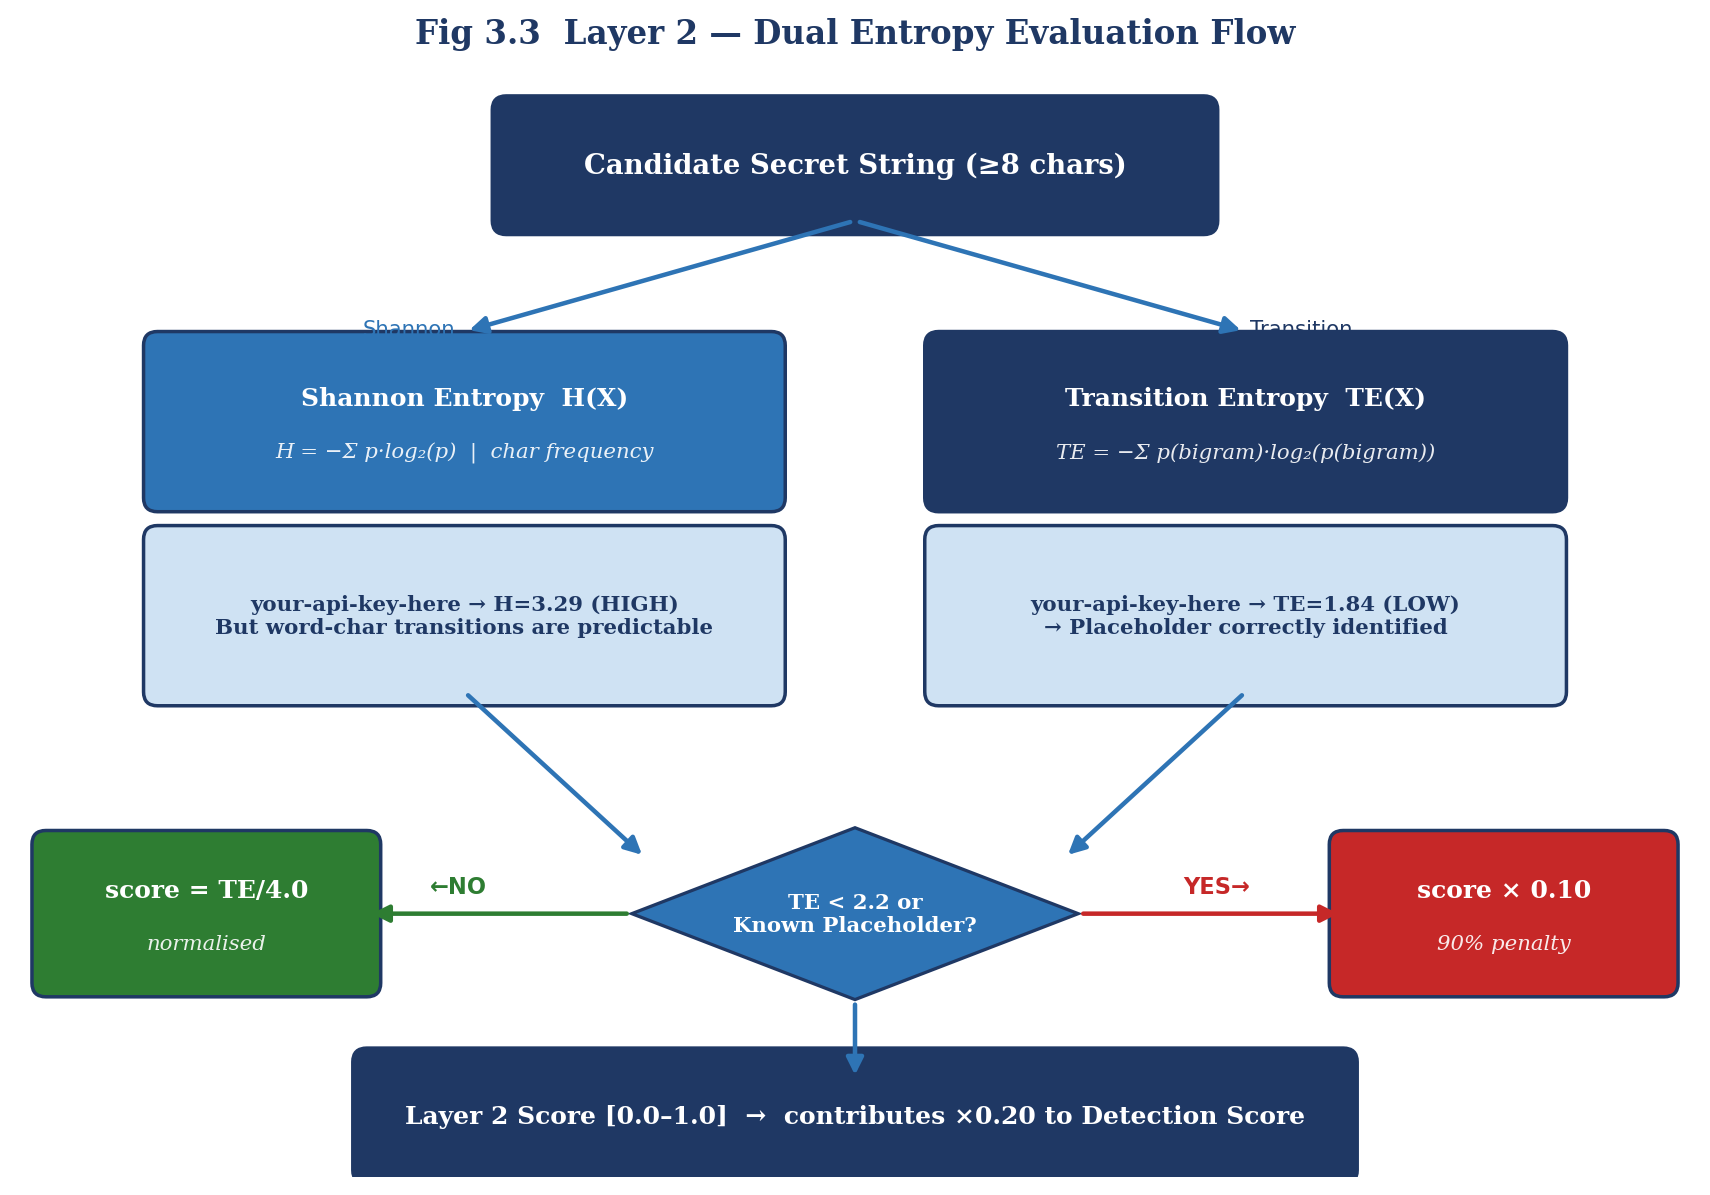 Fig 3.3  Layer 2 — Dual Entropy Evaluation Flow
Candidate Secret String (≥8 chars)
Shannon
Transition
Shannon Entropy  H(X)
H = −Σ p·log₂(p)  |  char frequency
Transition Entropy  TE(X)
TE = −Σ p(bigram)·log₂(p(bigram))
your-api-key-here → H=3.29 (HIGH)
But word-char transitions are predictable
your-api-key-here → TE=1.84 (LOW)
→ Placeholder correctly identified
score = TE/4.0
normalised
←NO
TE < 2.2 or
Known Placeholder?
YES→
score × 0.10
90% penalty
Layer 2 Score [0.0–1.0]  →  contributes ×0.20 to Detection Score